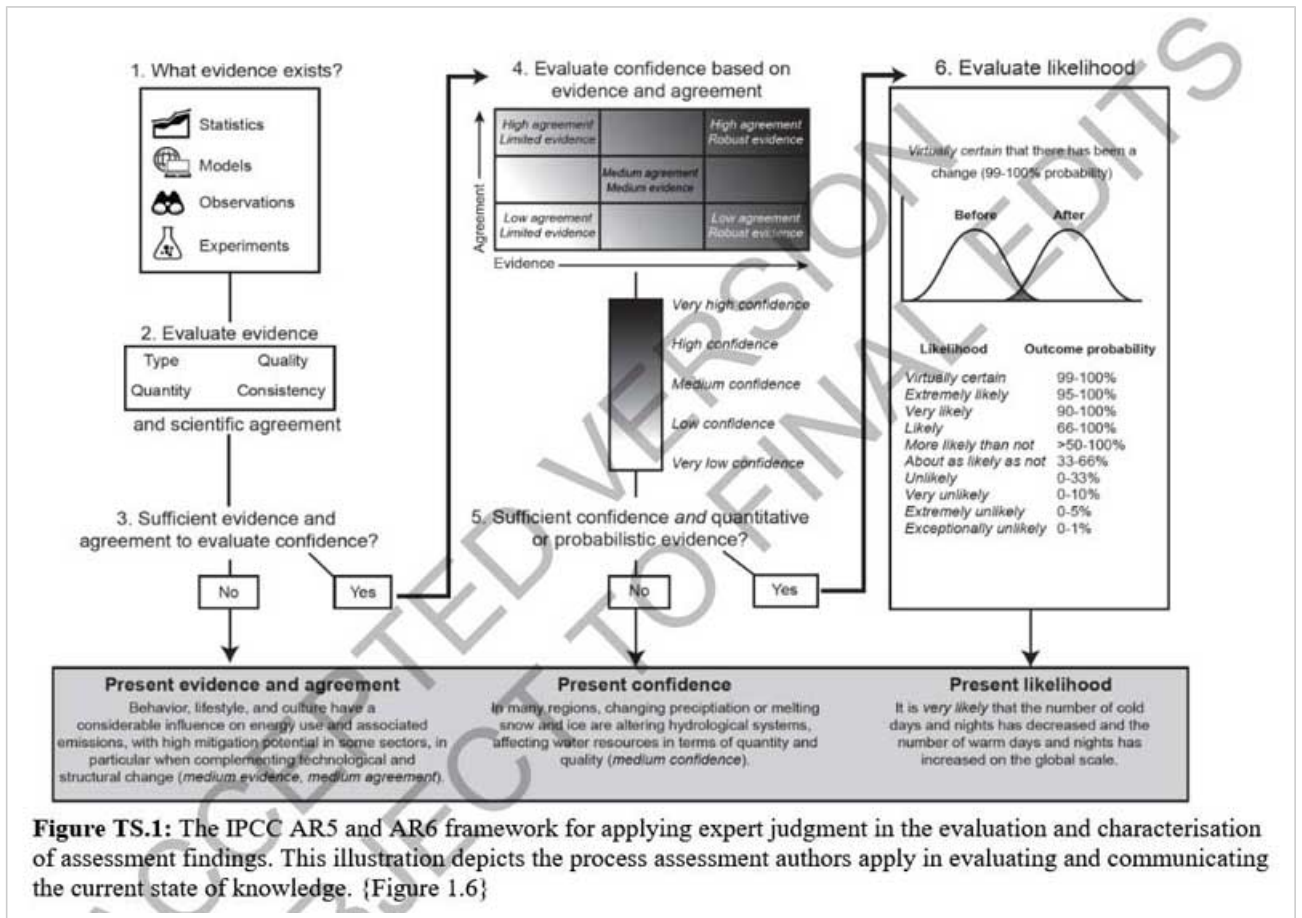 1. What evidence exists?
Statistics
Models
Observations
Experiments
2. Evaluate evidence
Type Quality
Quantity Consistency
and scientific agreement
3. Sufficient evidence and
agreement to evaluate confidence?
No Yes
4. Evaluate confidence based on
evidence and agreement
High agreement
Limited evidence
High agreement
Robust evidence
Medium agreement
Medium evidence
Low agreement
Limited evidence
Low agreement
Robust evidence
Agreement
Evidence
Very high confidence
High confidence
Medium confidence
Low confidence
Very low confidence
5. Sufficient confidence and quantitative
or probabilistic evidence?
No Yes
6. Evaluate likelihood
Virtually certain that there has been a
change (99-100% probability)
Before After
Likelihood Outcome probability
Virtually certain 99-100%
Extremely likely 95-100%
Very likely 90-100%
Likely 66-100%
More likely than not >50-100%
About as likely as not 33-66%
Unlikely 0-33%
Very unlikely 0-10%
Extremely unlikely 0-5%
Exceptionally unlikely 0-1%
Present evidence and agreement
Behavior, lifestyle, and culture have a
considerable influence on energy use and associated
emissions, with high mitigation potential in some sectors, in
particular when complementing technological and
structural change (medium evidence, medium agreement).
Present confidence
In many regions, changing precipitation or melting
snow and ice are altering hydrological systems,
affecting water resources in terms of quantity and
quality (medium confidence).
Present likelihood
It is very likely that the number of cold
days and nights has decreased and the
number of warm days and nights has
increased on the global scale.
Figure TS.1: The IPCC AR5 and AR6 framework for applying expert judgment in the evaluation and characterisation
of assessment findings. This illustration depicts the process assessment authors apply in evaluating and communicating
the current state of knowledge. {Figure 1.6}
ACCEPTED VERSION
SUBJECT TO FINAL EDITS